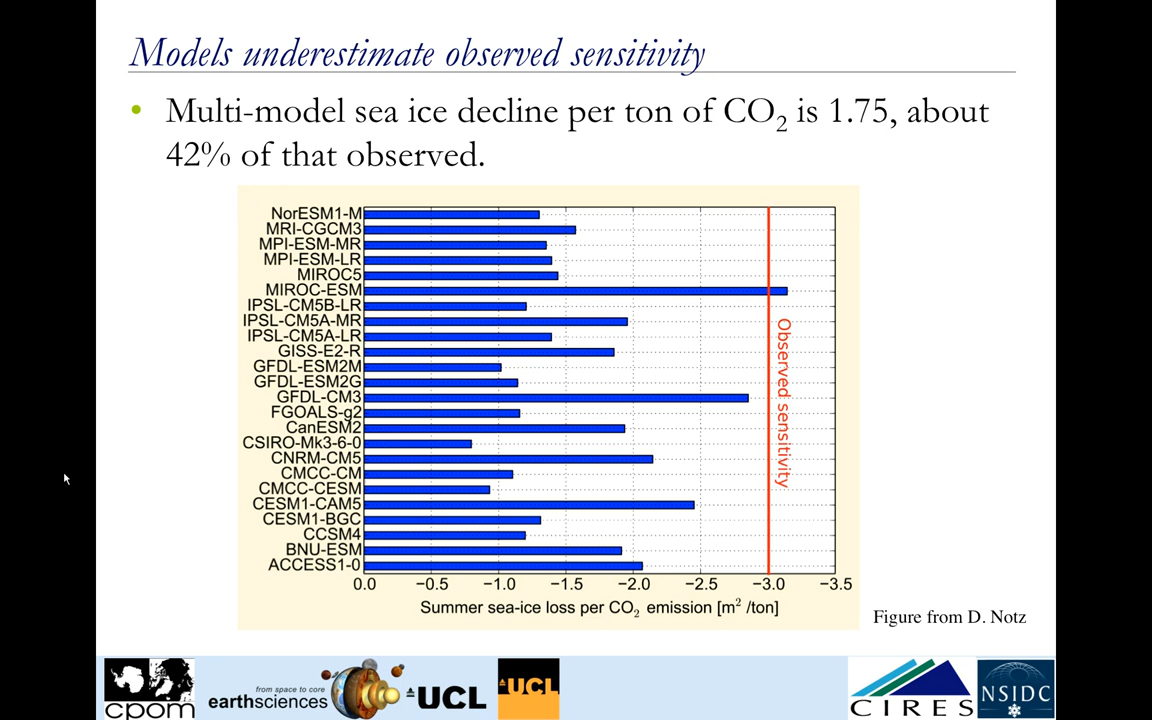 Models underestimate observed sensitivity
• Multi-model sea ice decline per ton of CO₂ is 1.75, about
42% of that observed.
NorESM1-M
MRI-CGCM3
MPI-ESM-MR
MPI-ESM-LR
MIROC5
MIROC-ESM
IPSL-CM5B-LR
IPSL-CM5A-MR
IPSL-CM5A-LR
GISS-E2-R
GFDL-ESM2M
GFDL-ESM2G
GFDL-CM3
FGOALS-g2
CanESM2
CSIRO-Mk3-6-0
CNRM-CM5
CMCC-CM
CMCC-CESM
CESM1-CAM5
CESM1-BGC
CCSM4
BNU-ESM
ACCESS1-0
Observed sensitivity
0.0 −0.5 −1.0 −1.5 −2.0 −2.5 −3.0 −3.5
Summer sea-ice loss per CO₂ emission [m² /ton]
Figure from D. Notz
cpom
from space to core
earthsciences
UCL
UCL
CIRES
NSIDC